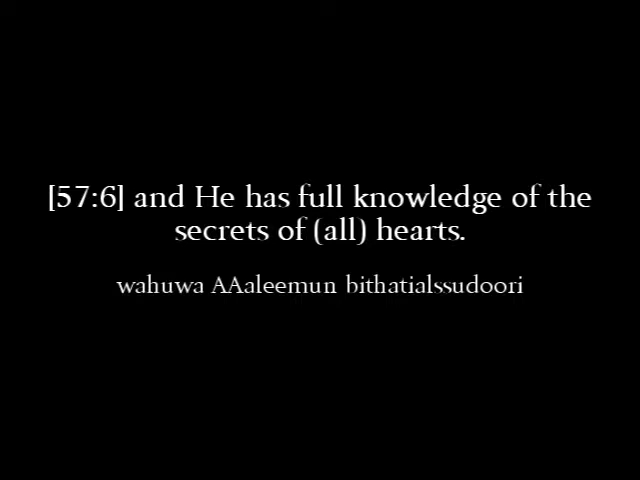 [57:6] and He has full knowledge of the
secrets of (all) hearts.
wahuwa AAaleemun bithatialssudoori